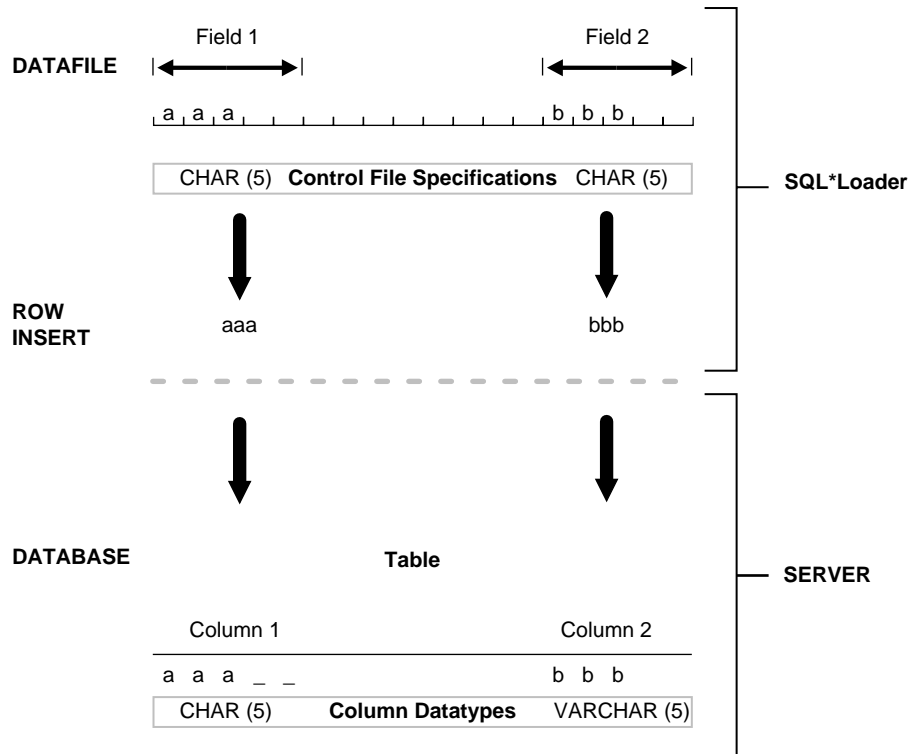 Field 1 Field 2
DATAFILE
a a a b b b
CHAR (5) Control File Specifications CHAR (5)
SQL*Loader
ROW
INSERT
aaa bbb
DATABASE Table
SERVER
Column 1 Column 2
a a a _ _ b b b
CHAR (5) Column Datatypes VARCHAR (5)